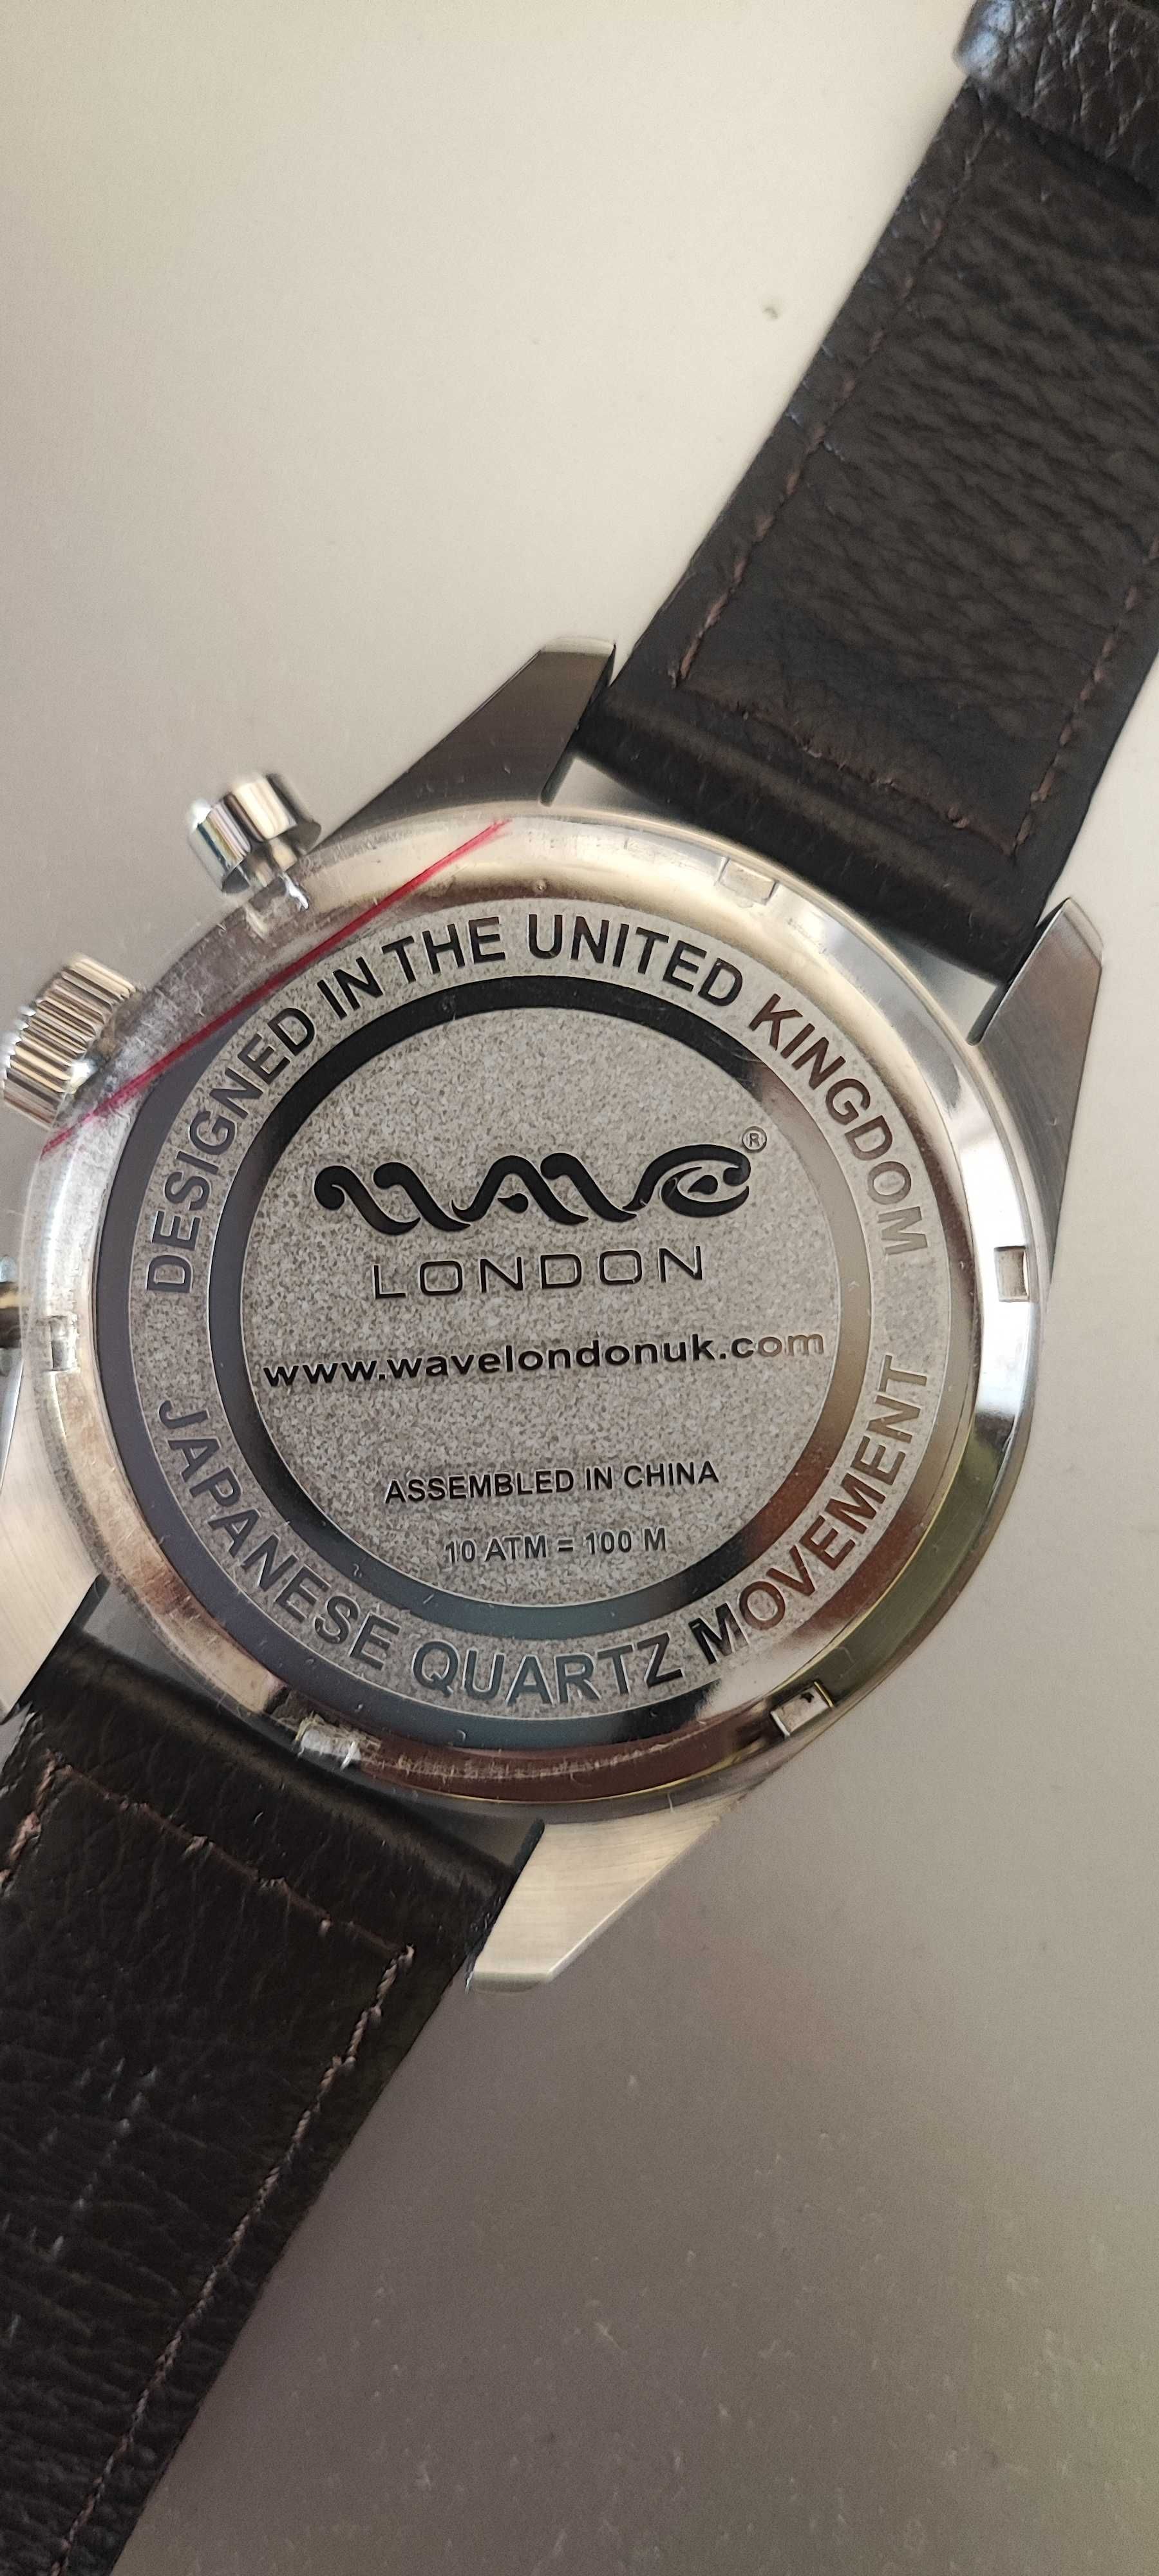 DESIGNED IN THE UNITED KINGDOM
WAVE®
LONDON
www.wavelondonuk.com
ASSEMBLED IN CHINA
10 ATM = 100 M
JAPANESE QUARTZ MOVEMENT